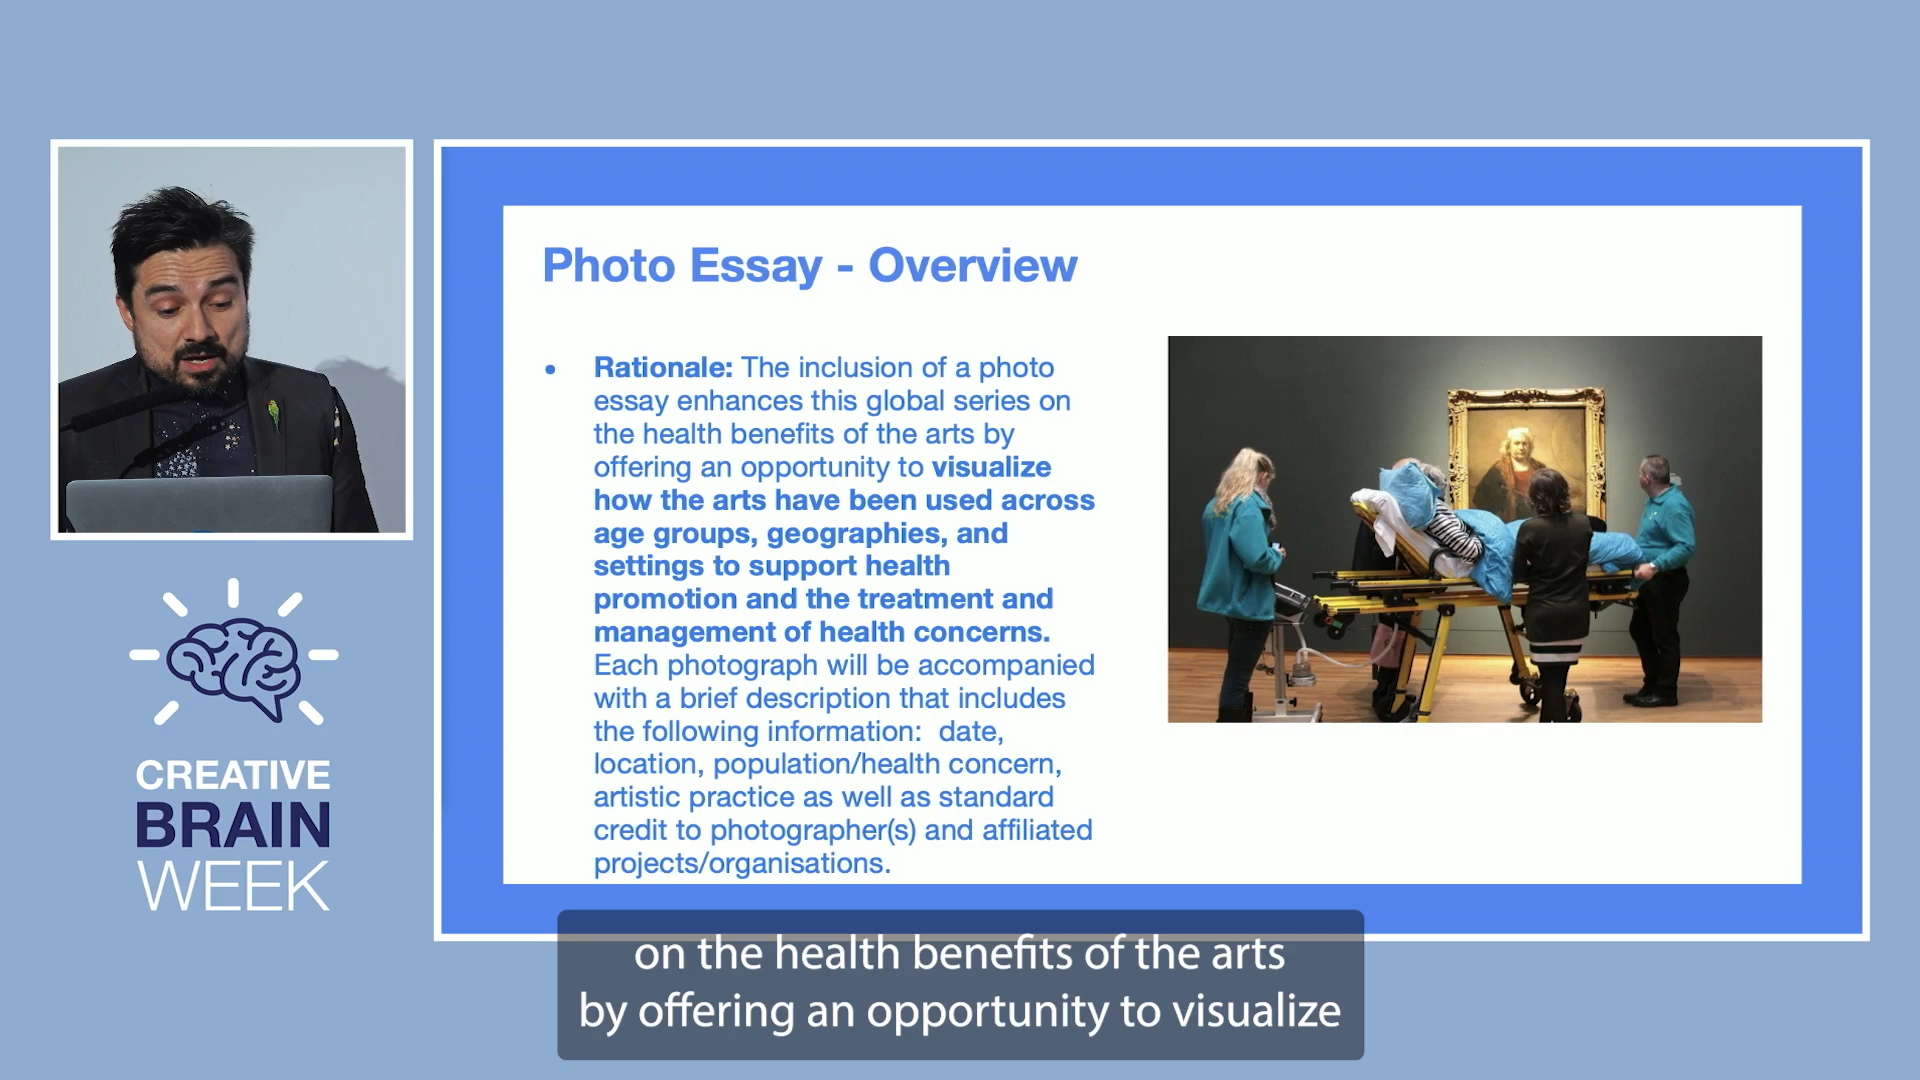 Photo Essay - Overview
• Rationale: The inclusion of a photo
essay enhances this global series on
the health benefits of the arts by
offering an opportunity to visualize
how the arts have been used across
age groups, geographies, and
settings to support health
promotion and the treatment and
management of health concerns.
Each photograph will be accompanied
with a brief description that includes
the following information:  date,
location, population/health concern,
artistic practice as well as standard
credit to photographer(s) and affiliated
projects/organisations.
CREATIVE
BRAIN
WEEK
on the health benefits of the arts
by offering an opportunity to visualize